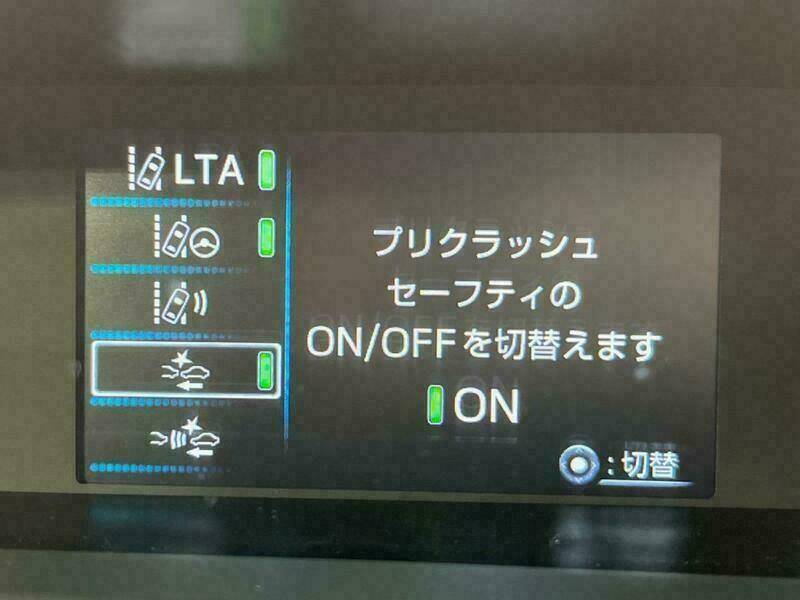 LTA
プリクラッシュ
セーフティの
ON/OFFを切替えます
ON
:切替